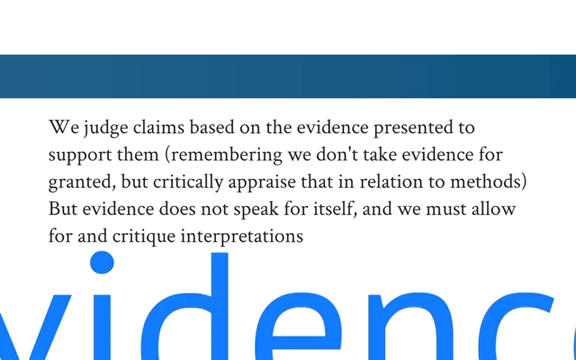 We judge claims based on the evidence presented to
support them (remembering we don't take evidence for
granted, but critically appraise that in relation to methods)
But evidence does not speak for itself, and we must allow
for and critique interpretations
vidence